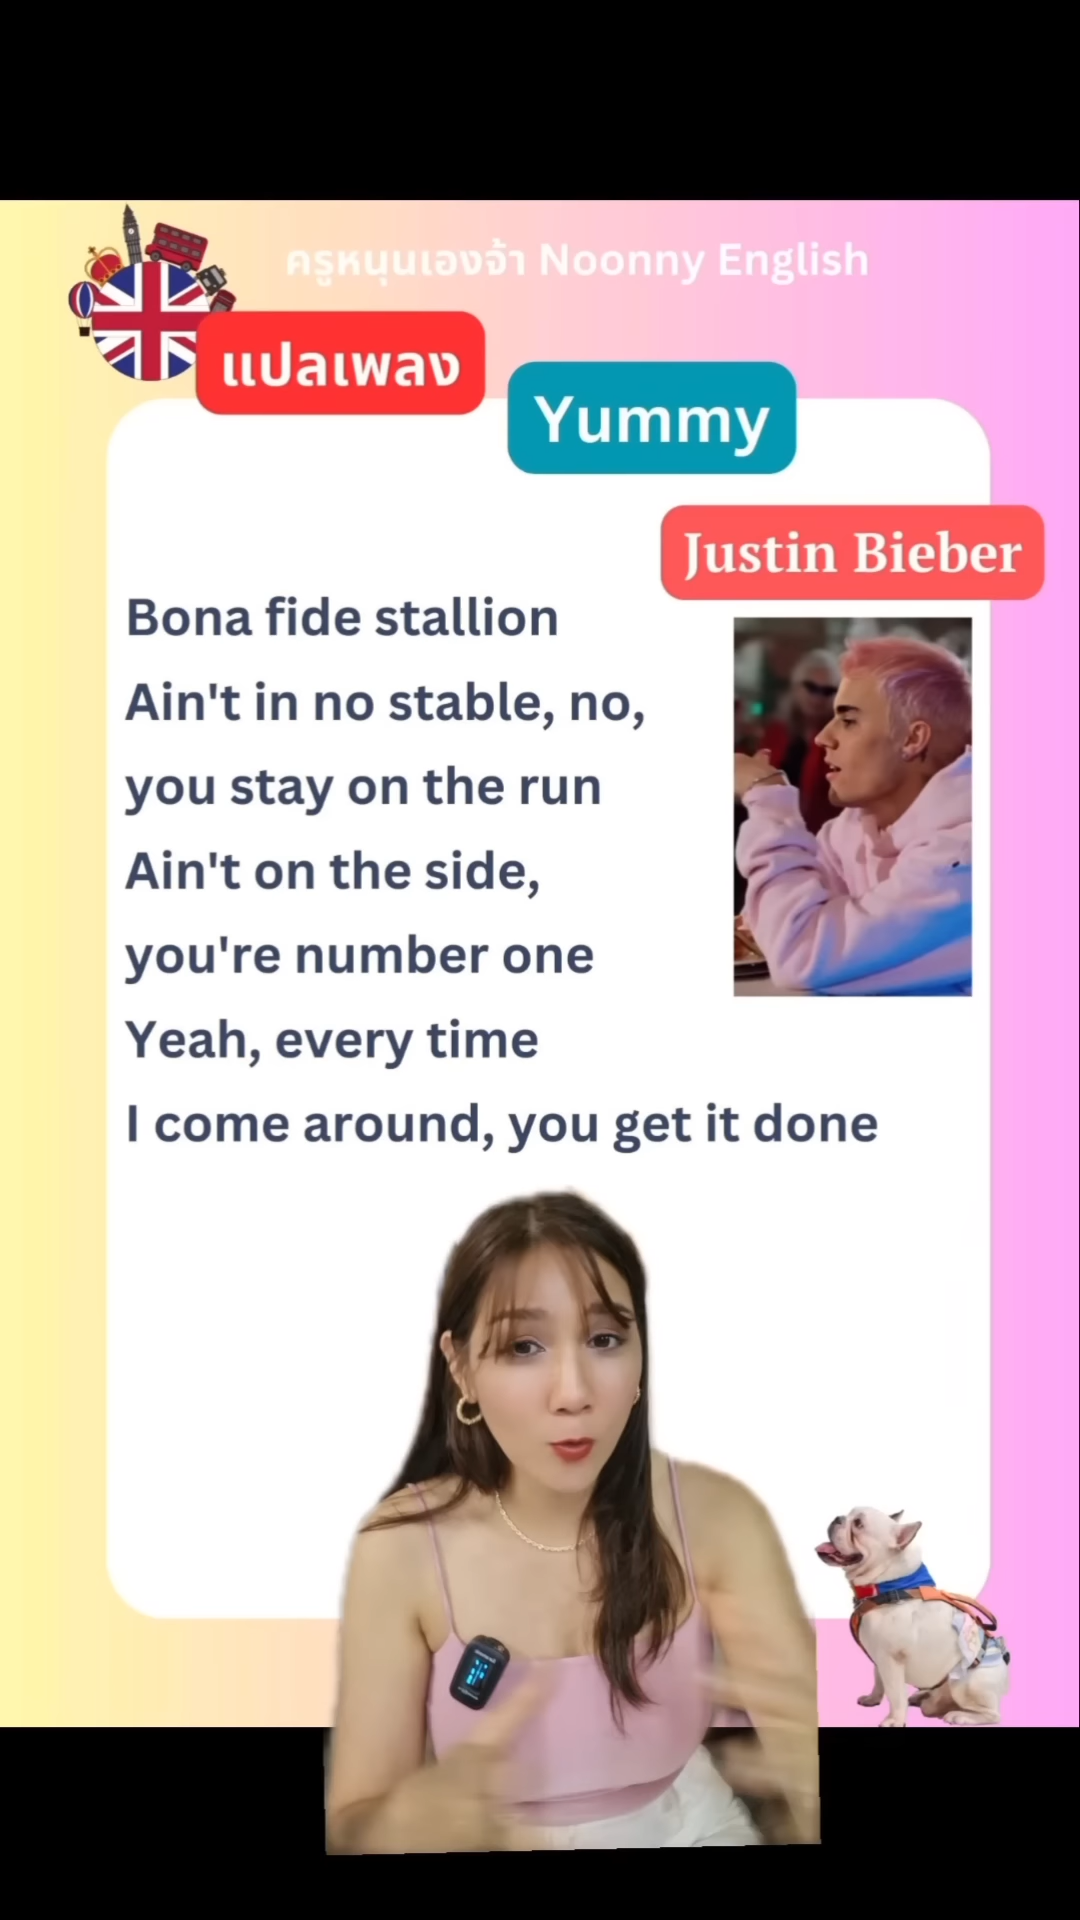 ครูหนุนเองจ้า Noonny English
แปลเพลง
Yummy
Justin Bieber
Bona fide stallion
Ain't in no stable, no,
you stay on the run
Ain't on the side,
you're number one
Yeah, every time
I come around, you get it done